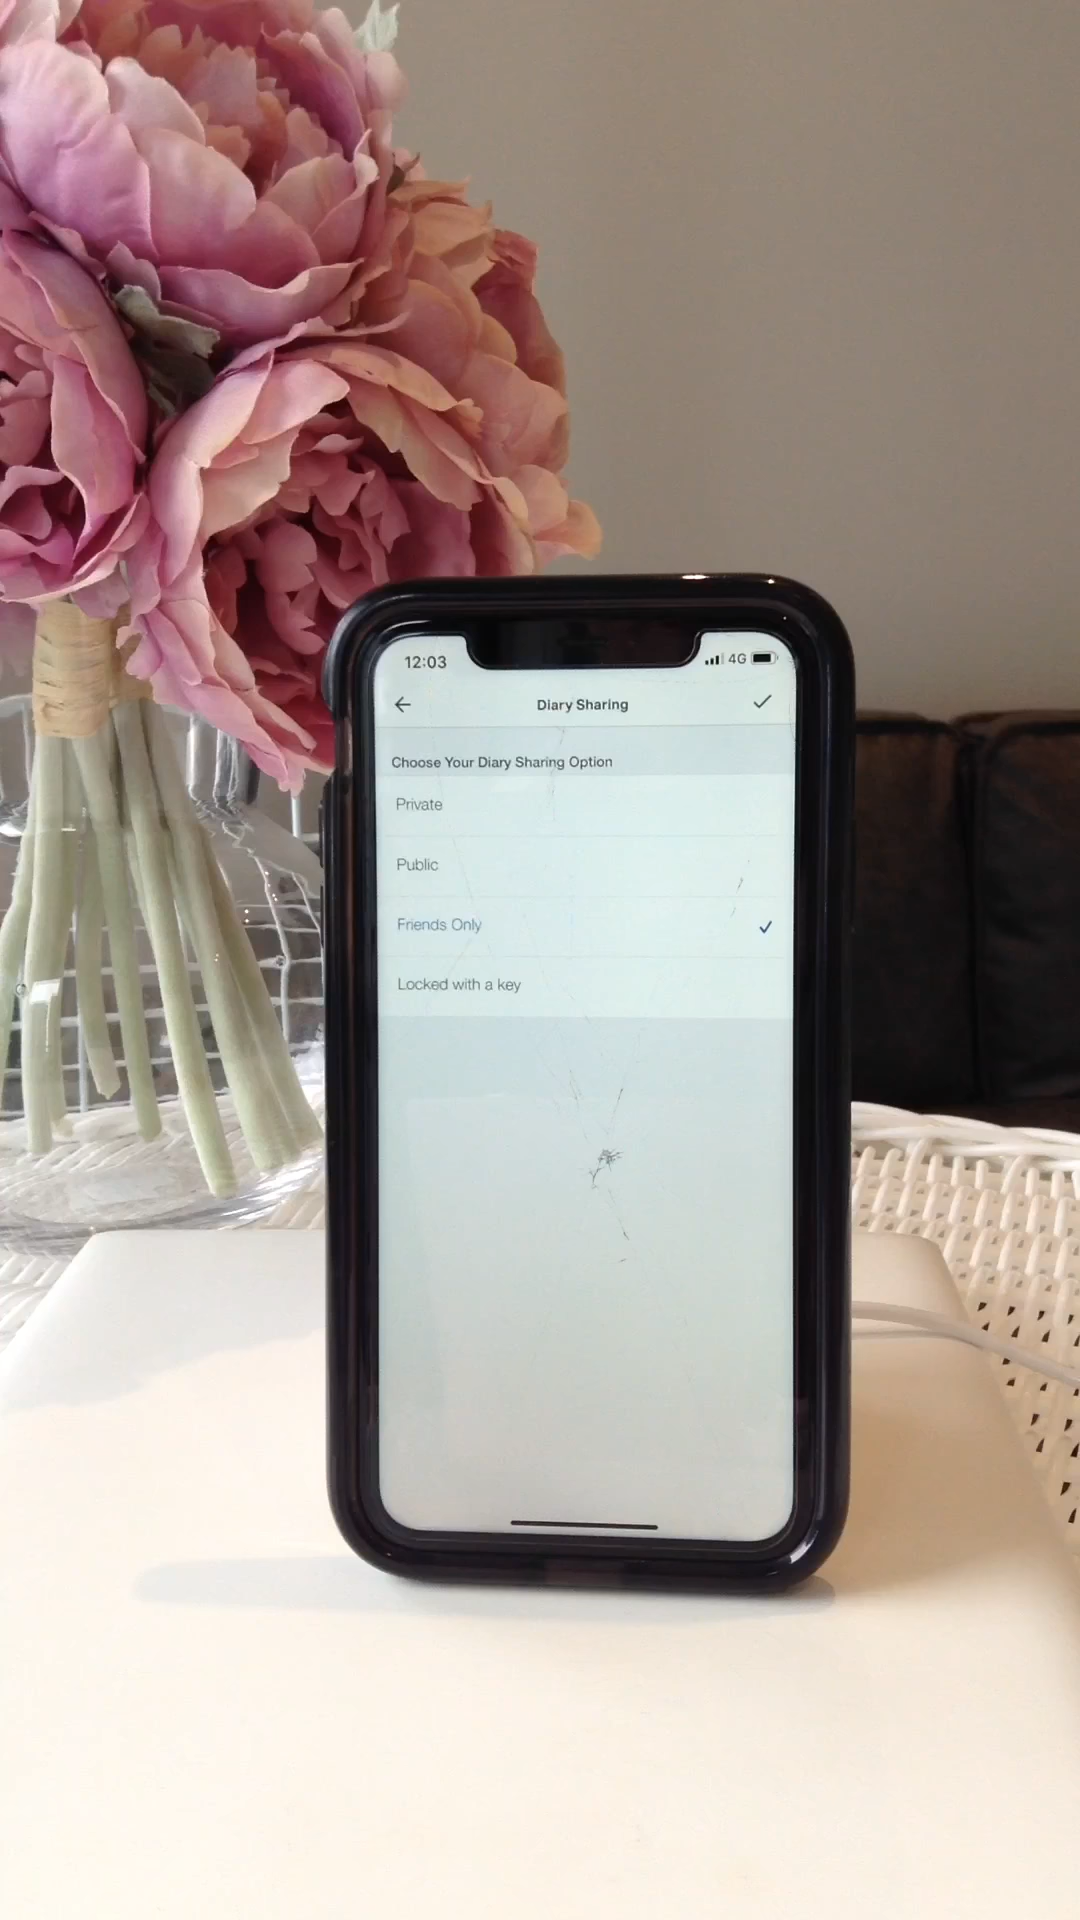 12:03
4G
Diary Sharing
Choose Your Diary Sharing Option
Private
Public
Friends Only
Locked with a key